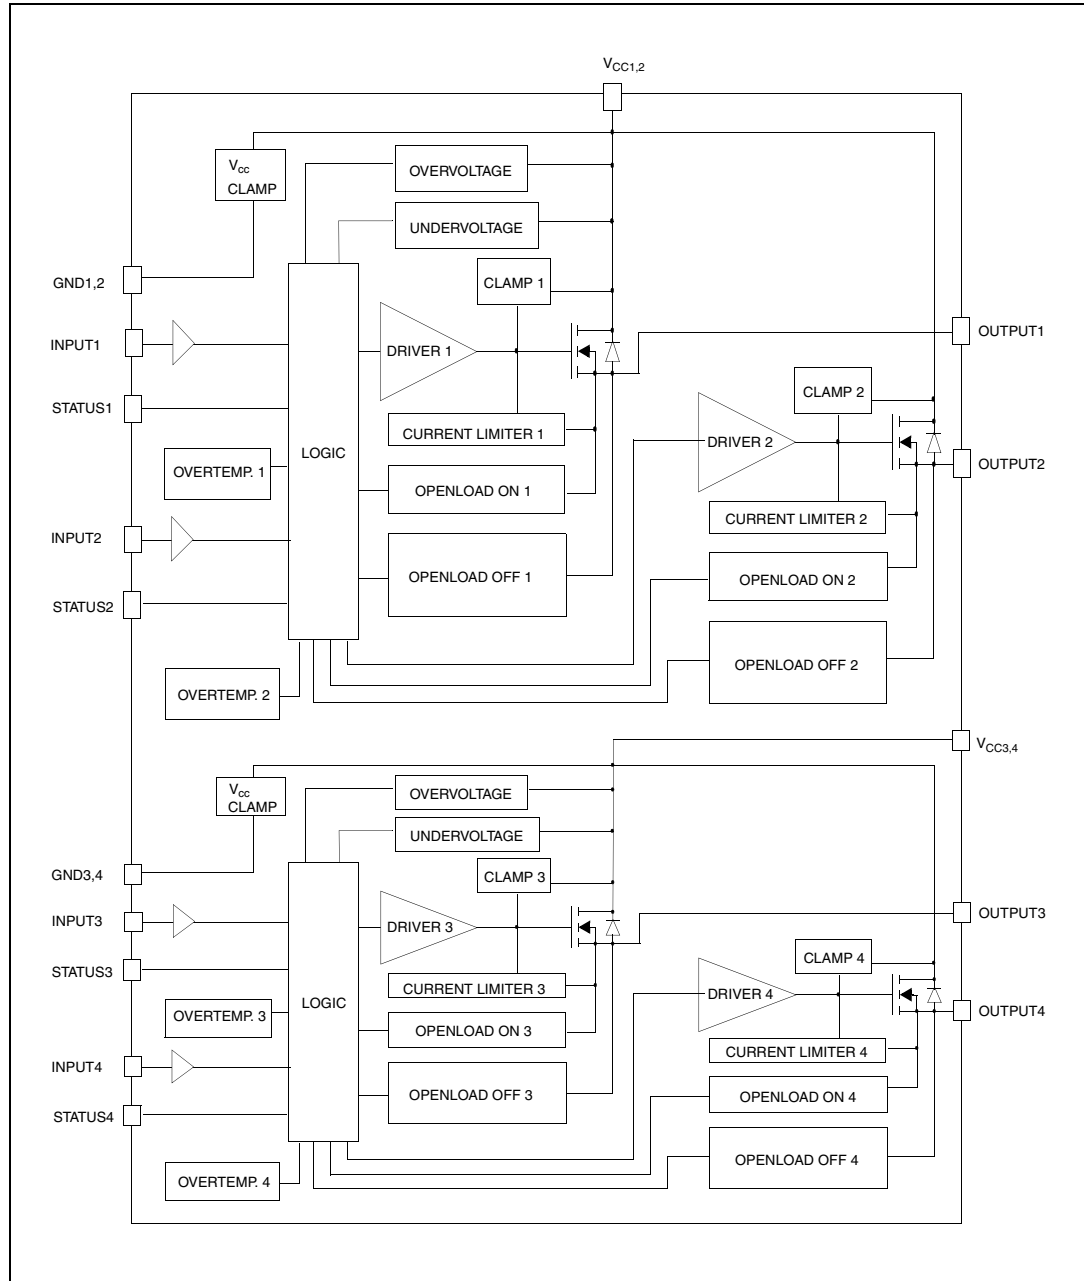 VCC1,2
Vcc
CLAMP
OVERVOLTAGE
UNDERVOLTAGE
GND1,2
CLAMP 1
INPUT1
DRIVER 1
OUTPUT1
STATUS1
CURRENT LIMITER 1
CLAMP 2
LOGIC
DRIVER 2
OVERTEMP. 1
OPENLOAD ON 1
OUTPUT2
CURRENT LIMITER 2
INPUT2
OPENLOAD OFF 1
OPENLOAD ON 2
STATUS2
OPENLOAD OFF 2
OVERTEMP. 2
VCC3,4
Vcc
CLAMP
OVERVOLTAGE
UNDERVOLTAGE
GND3,4
CLAMP 3
INPUT3
DRIVER 3
OUTPUT3
STATUS3
CLAMP 4
CURRENT LIMITER 3
LOGIC
DRIVER 4
OVERTEMP. 3
OPENLOAD ON 3
OUTPUT4
CURRENT LIMITER 4
INPUT4
OPENLOAD OFF 3
OPENLOAD ON 4
STATUS4
OPENLOAD OFF 4
OVERTEMP. 4